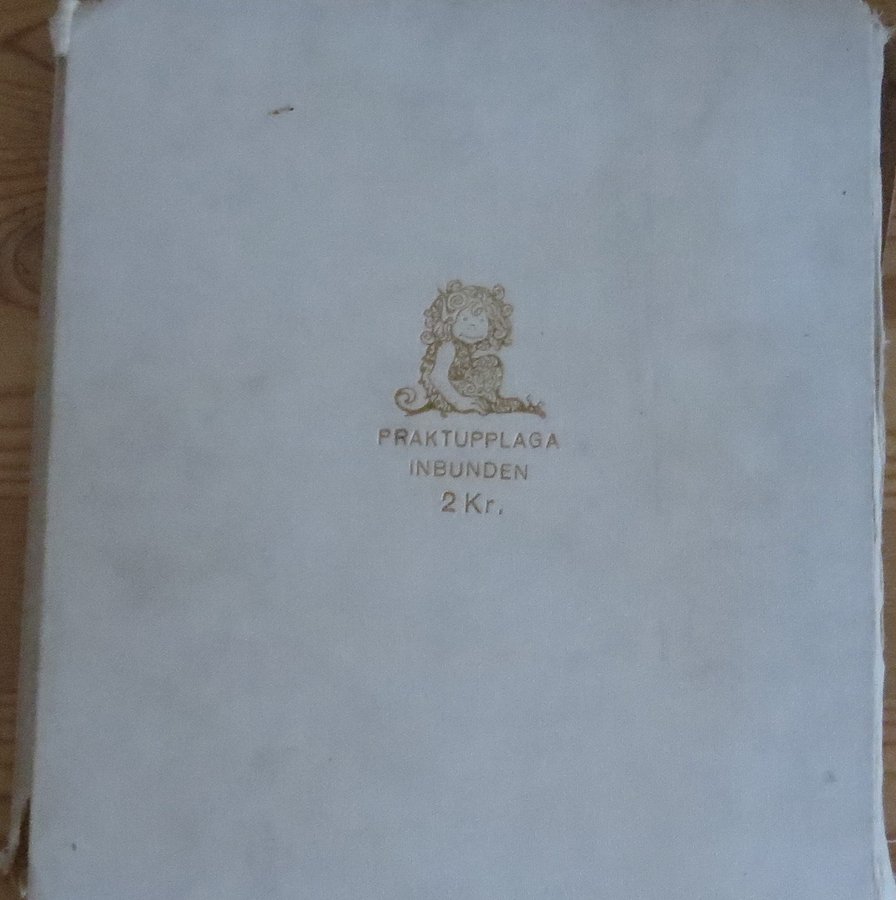 PRAKTUPPLAGA
INBUNDEN
2 Kr.